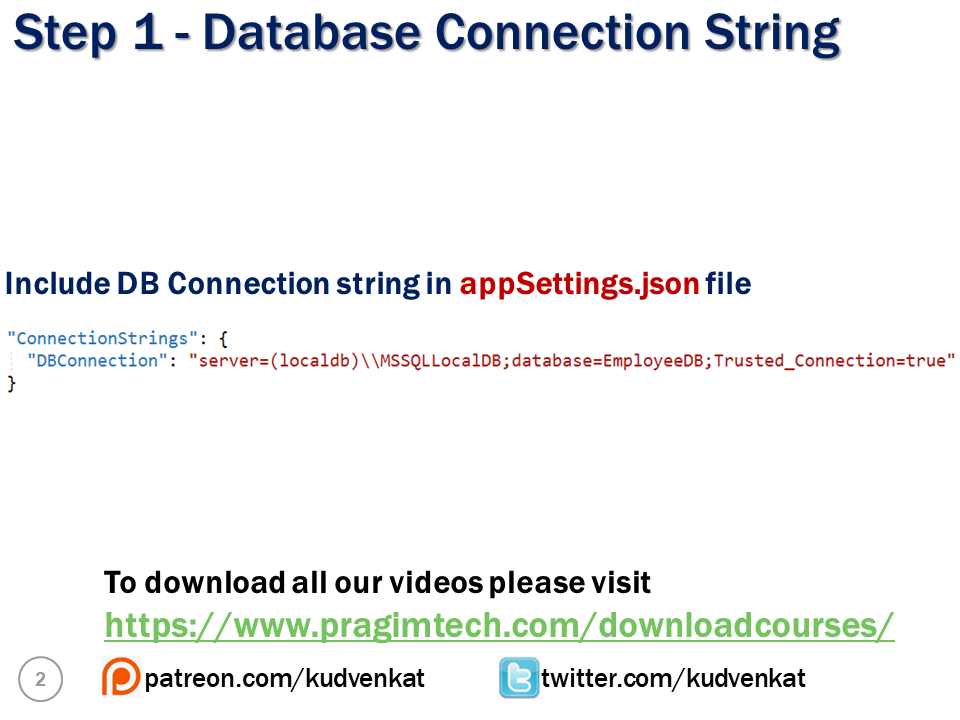 Step 1 - Database Connection String
Include DB Connection string in appSettings.json file
"ConnectionStrings": {
"DBConnection": "server=(localdb)\\MSSQLLocalDB;database=EmployeeDB;Trusted_Connection=true"
}
To download all our videos please visit
https://www.pragimtech.com/downloadcourses/
2 patreon.com/kudvenkat twitter.com/kudvenkat